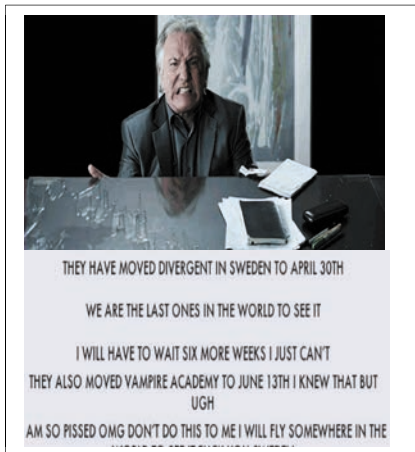 THEY HAVE MOVED DIVERGENT IN SWEDEN TO APRIL 30TH
WE ARE THE LAST ONES IN THE WORLD TO SEE IT
I WILL HAVE TO WAIT SIX MORE WEEKS I JUST CAN'T
THEY ALSO MOVED VAMPIRE ACADEMY TO JUNE 13TH I KNEW THAT BUT
UGH
AM SO PISSED OMG DON'T DO THIS TO ME I WILL FLY SOMEWHERE IN THE